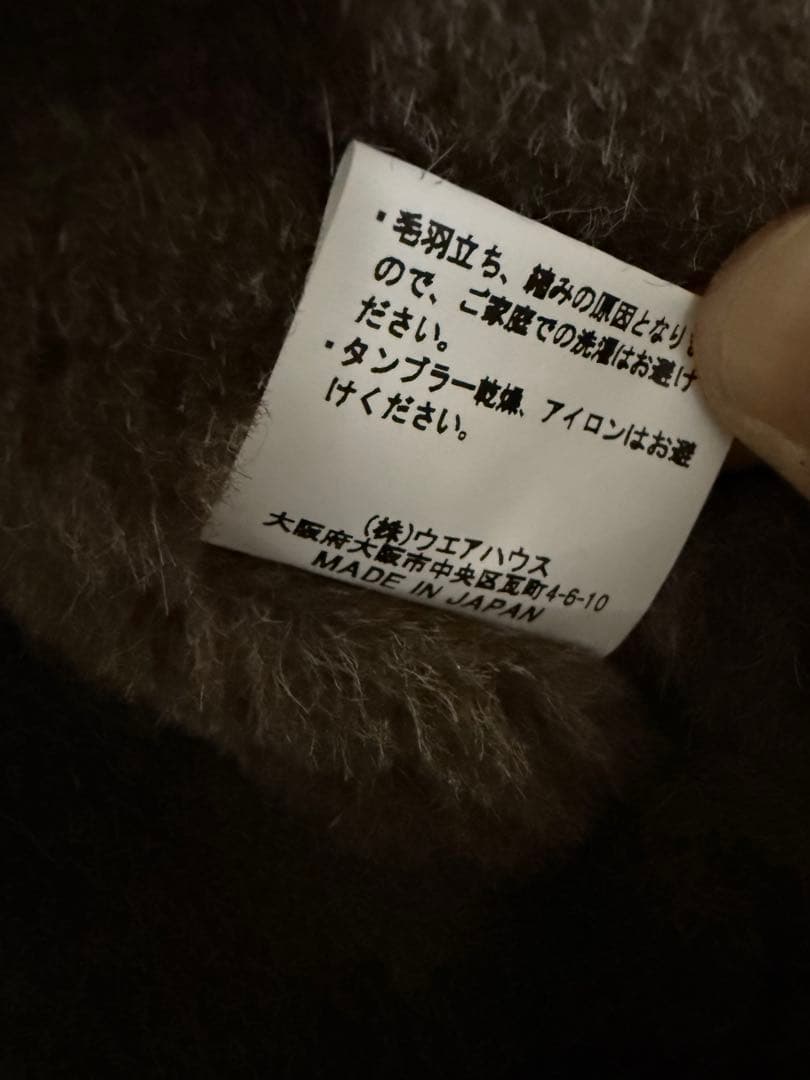 ・毛羽立ち、縮みの原因となりま
ので、ご家庭での洗濯はお避け
ださい。
・タンブラー乾燥、アイロンはお避
けください。
(株)ウエアハウス
大阪府大阪市中央区瓦町4-6-10
MADE IN JAPAN